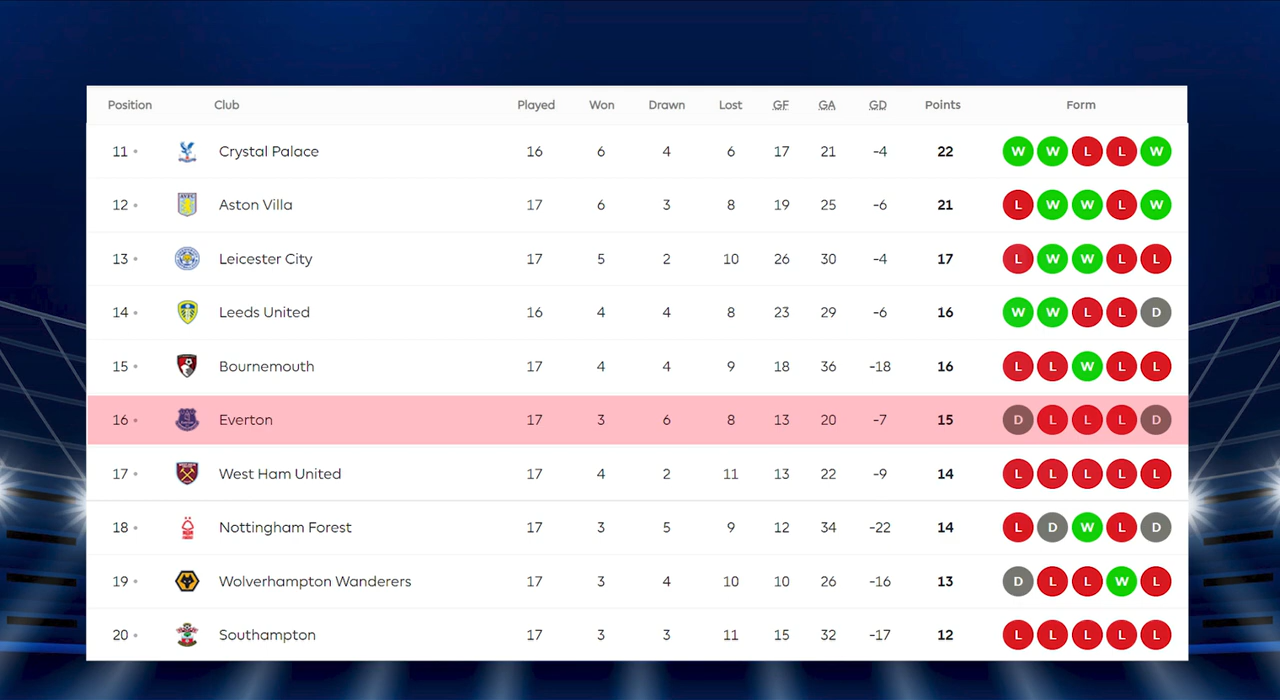 Position Club Played Won Drawn Lost GF GA GD Points Form
11 Crystal Palace 16 6 4 6 17 21 -4 22 W W L L W
12 Aston Villa 17 6 3 8 19 25 -6 21 L W W L W
13 Leicester City 17 5 2 10 26 30 -4 17 L W W L L
14 Leeds United 16 4 4 8 23 29 -6 16 W W L L D
15 Bournemouth 17 4 4 9 18 36 -18 16 L L W L L
16 Everton 17 3 6 8 13 20 -7 15 D L L L D
17 West Ham United 17 4 2 11 13 22 -9 14 L L L L L
18 Nottingham Forest 17 3 5 9 12 34 -22 14 L D W L D
19 Wolverhampton Wanderers 17 3 4 10 10 26 -16 13 D L L W L
20 Southampton 17 3 3 11 15 32 -17 12 L L L L L